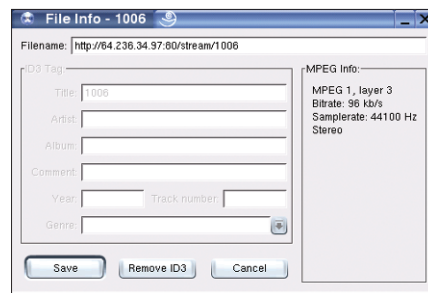 File Info - 1006
Filename: http://64.236.34.97:80/stream/1006
ID3 Tag:
Title: 1006
Artist:
Album:
Comment:
Year: Track number:
Genre:
Save Remove ID3 Cancel
MPEG Info:
MPEG 1, layer 3
Bitrate: 96 kb/s
Samplerate: 44100 Hz
Stereo